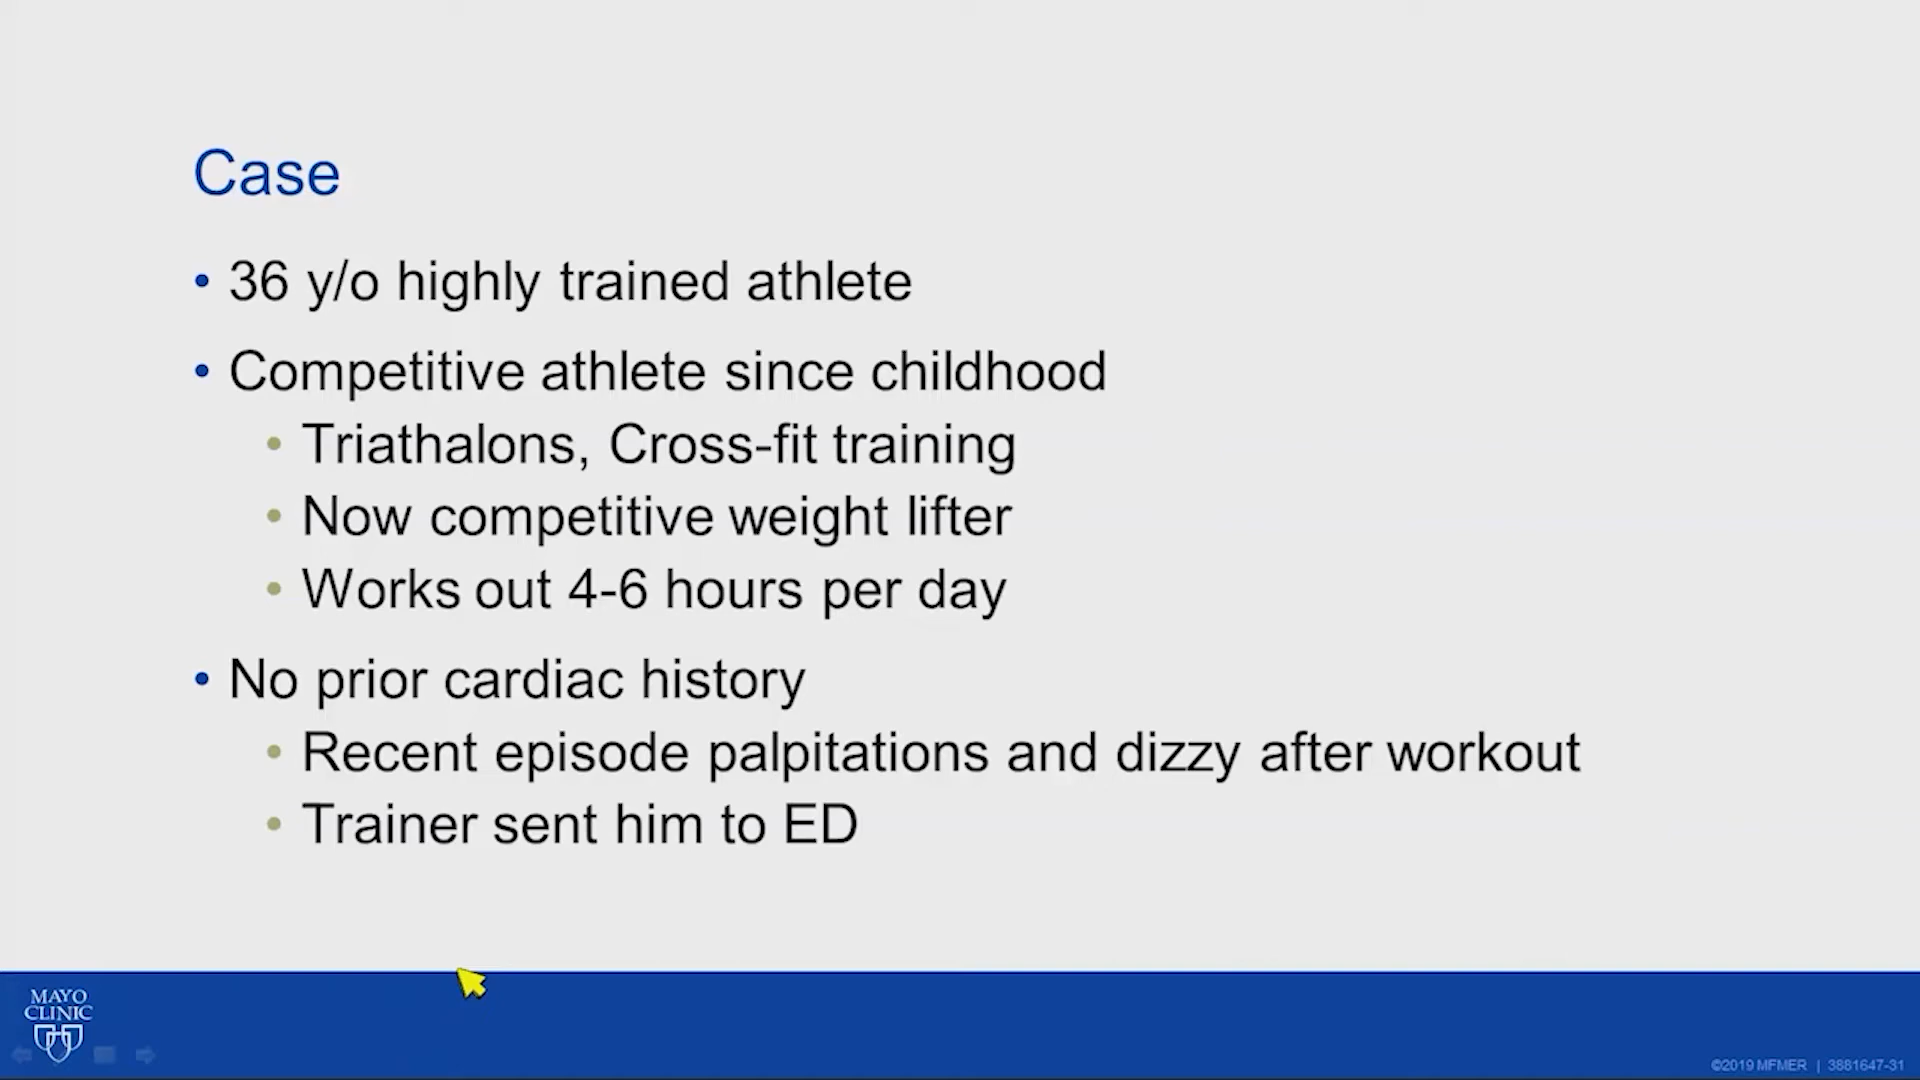 Case
• 36 y/o highly trained athlete
• Competitive athlete since childhood
• Triathalons, Cross-fit training
• Now competitive weight lifter
• Works out 4-6 hours per day
• No prior cardiac history
• Recent episode palpitations and dizzy after workout
• Trainer sent him to ED
MAYO
CLINIC
©2019 MFMER | 3881647-31